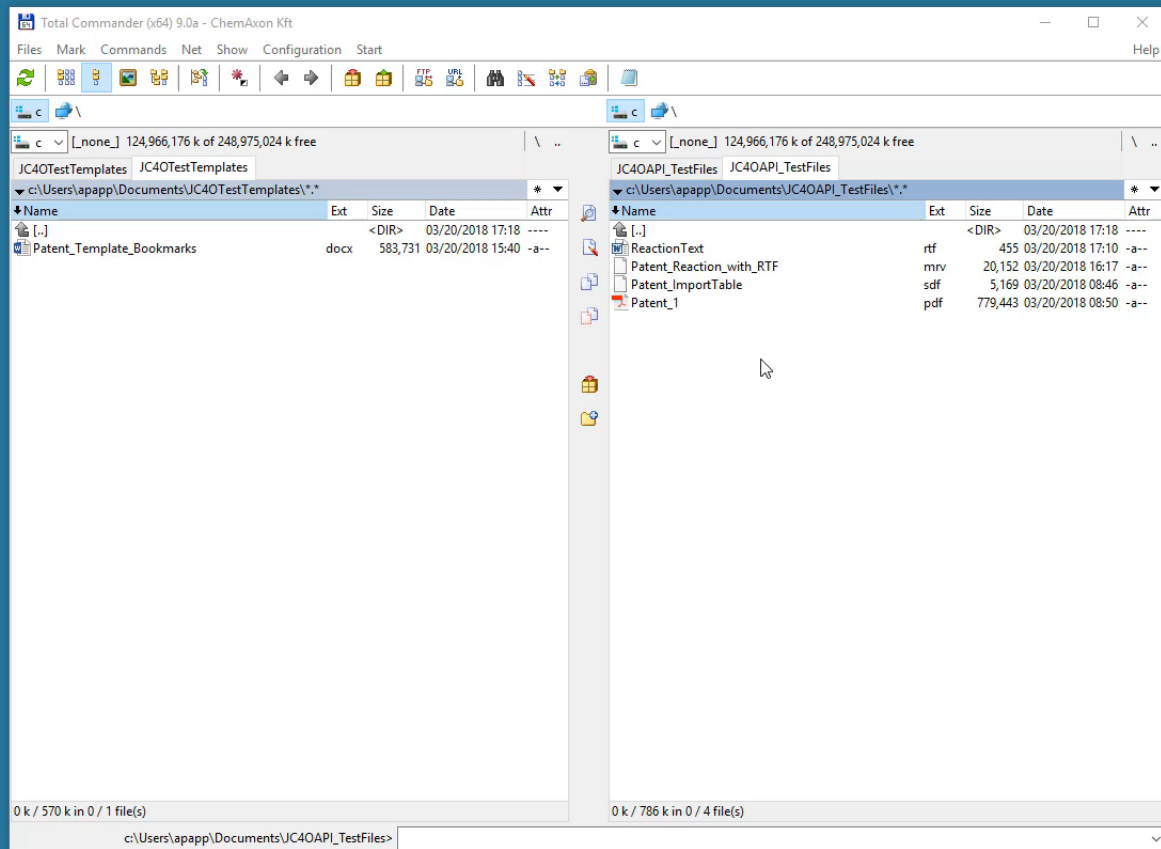 Total Commander (x64) 9.0a - ChemAxon Kft
Files Mark Commands Net Show Configuration Start Help
FTP URL
c \
c \
c [_none_] 124,966,176 k of 248,975,024 k free \ ..
c [_none_] 124,966,176 k of 248,975,024 k free \ ..
JC4OTestTemplates JC4OTestTemplates
JC4OAPI_TestFiles JC4OAPI_TestFiles
c:\Users\apapp\Documents\JC4OTestTemplates\*.* *
c:\Users\apapp\Documents\JC4OAPI_TestFiles\*.* *
Name Ext Size Date Attr
[..] <DIR> 03/20/2018 17:18 ----
Patent_Template_Bookmarks docx 583,731 03/20/2018 15:40 -a--
Name Ext Size Date Attr
[..] <DIR> 03/20/2018 17:18 ----
ReactionText rtf 455 03/20/2018 17:10 -a--
Patent_Reaction_with_RTF mrv 20,152 03/20/2018 16:17 -a--
Patent_ImportTable sdf 5,169 03/20/2018 08:46 -a--
Patent_1 pdf 779,443 03/20/2018 08:50 -a--
0 k / 570 k in 0 / 1 file(s)
0 k / 786 k in 0 / 4 file(s)
c:\Users\apapp\Documents\JC4OAPI_TestFiles>